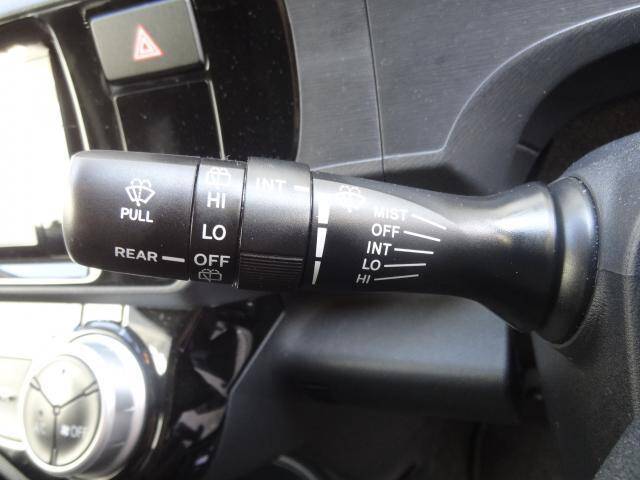 PULL
REAR
HI
LO
OFF
INT
MIST
OFF
INT
LO
HI
OFF